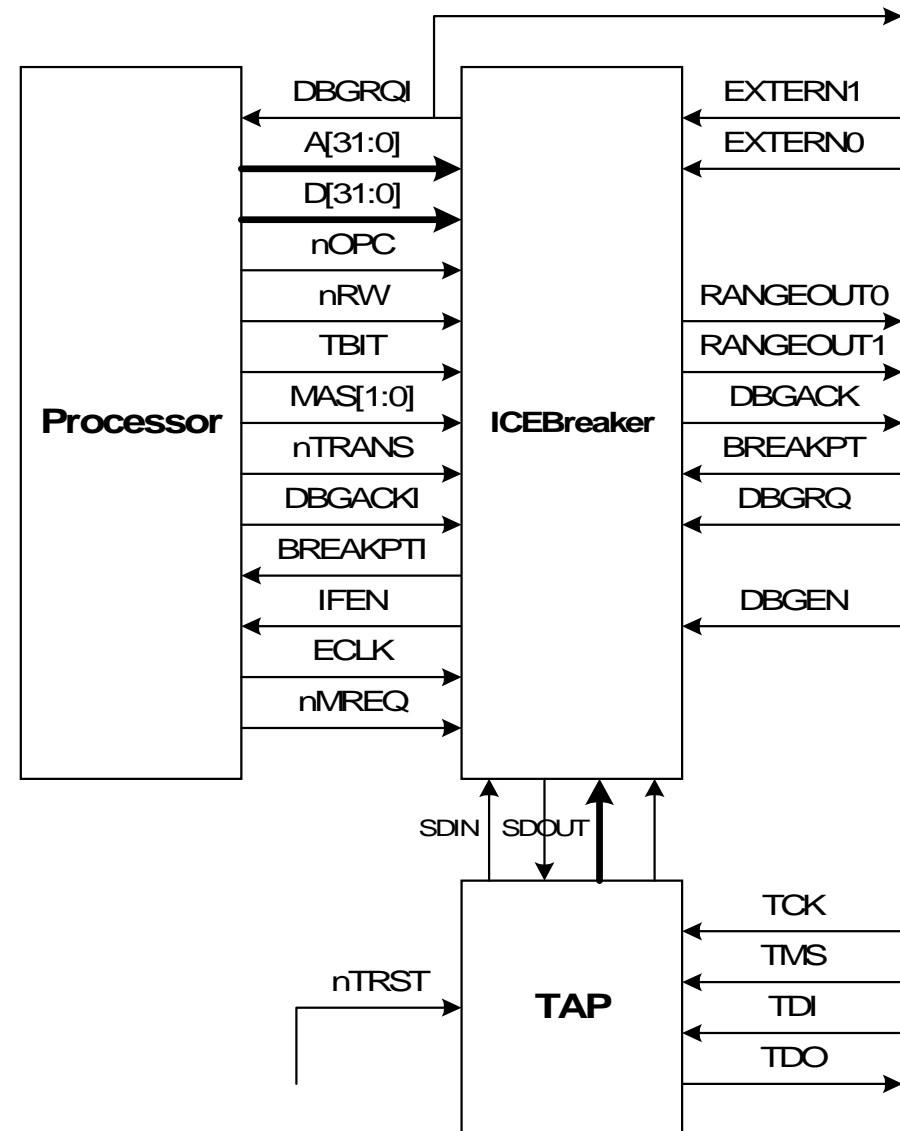 DBGRQI
EXTERN1
A[31:0]
EXTERN0
D[31:0]
nOPC
nRW
RANGEOUT0
TBIT
RANGEOUT1
MAS[1:0]
DBGACK
Processor
ICEBreaker
nTRANS
BREAKPT
DBGACKI
DBGRQ
BREAKPTI
IFEN
DBGEN
ECLK
nMREQ
SDIN
SDOUT
TCK
TMS
nTRST
TAP
TDI
TDO